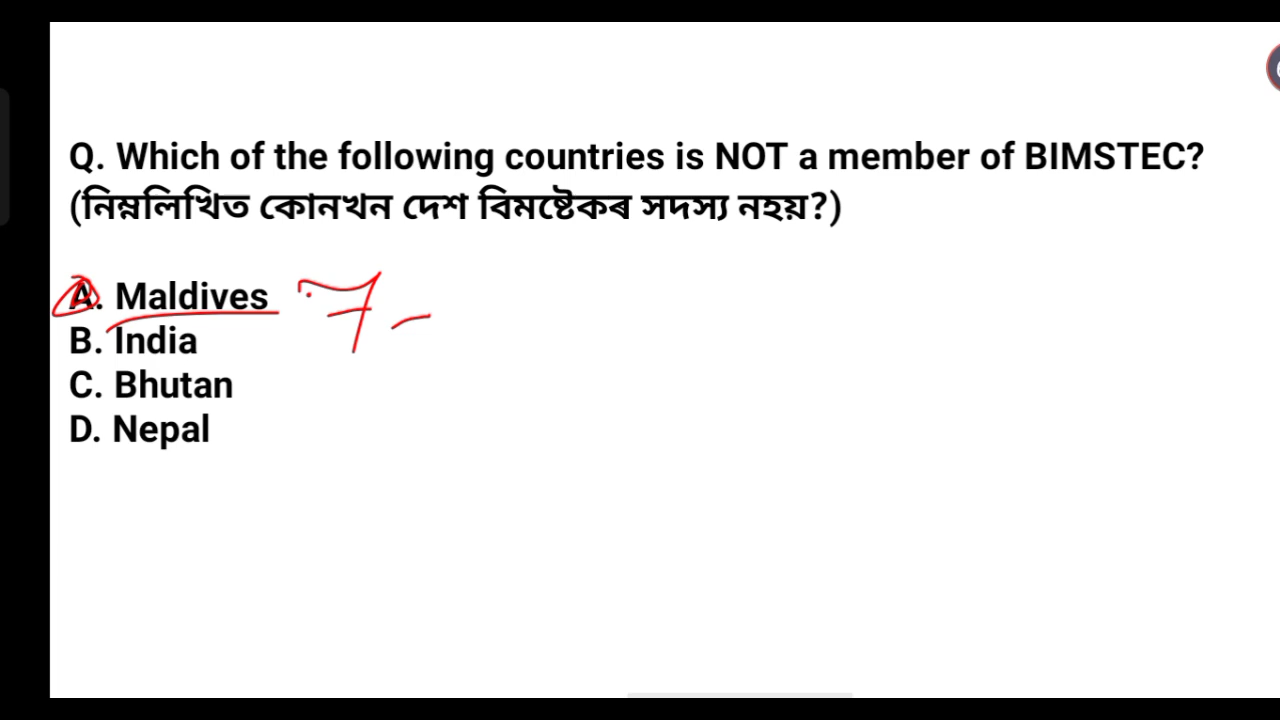 Q. Which of the following countries is NOT a member of BIMSTEC?
(নিম্নলিখিত কোনখন দেশ বিমষ্টেকৰ সদস্য নহয়?)
A. Maldives 7 -
B. India
C. Bhutan
D. Nepal